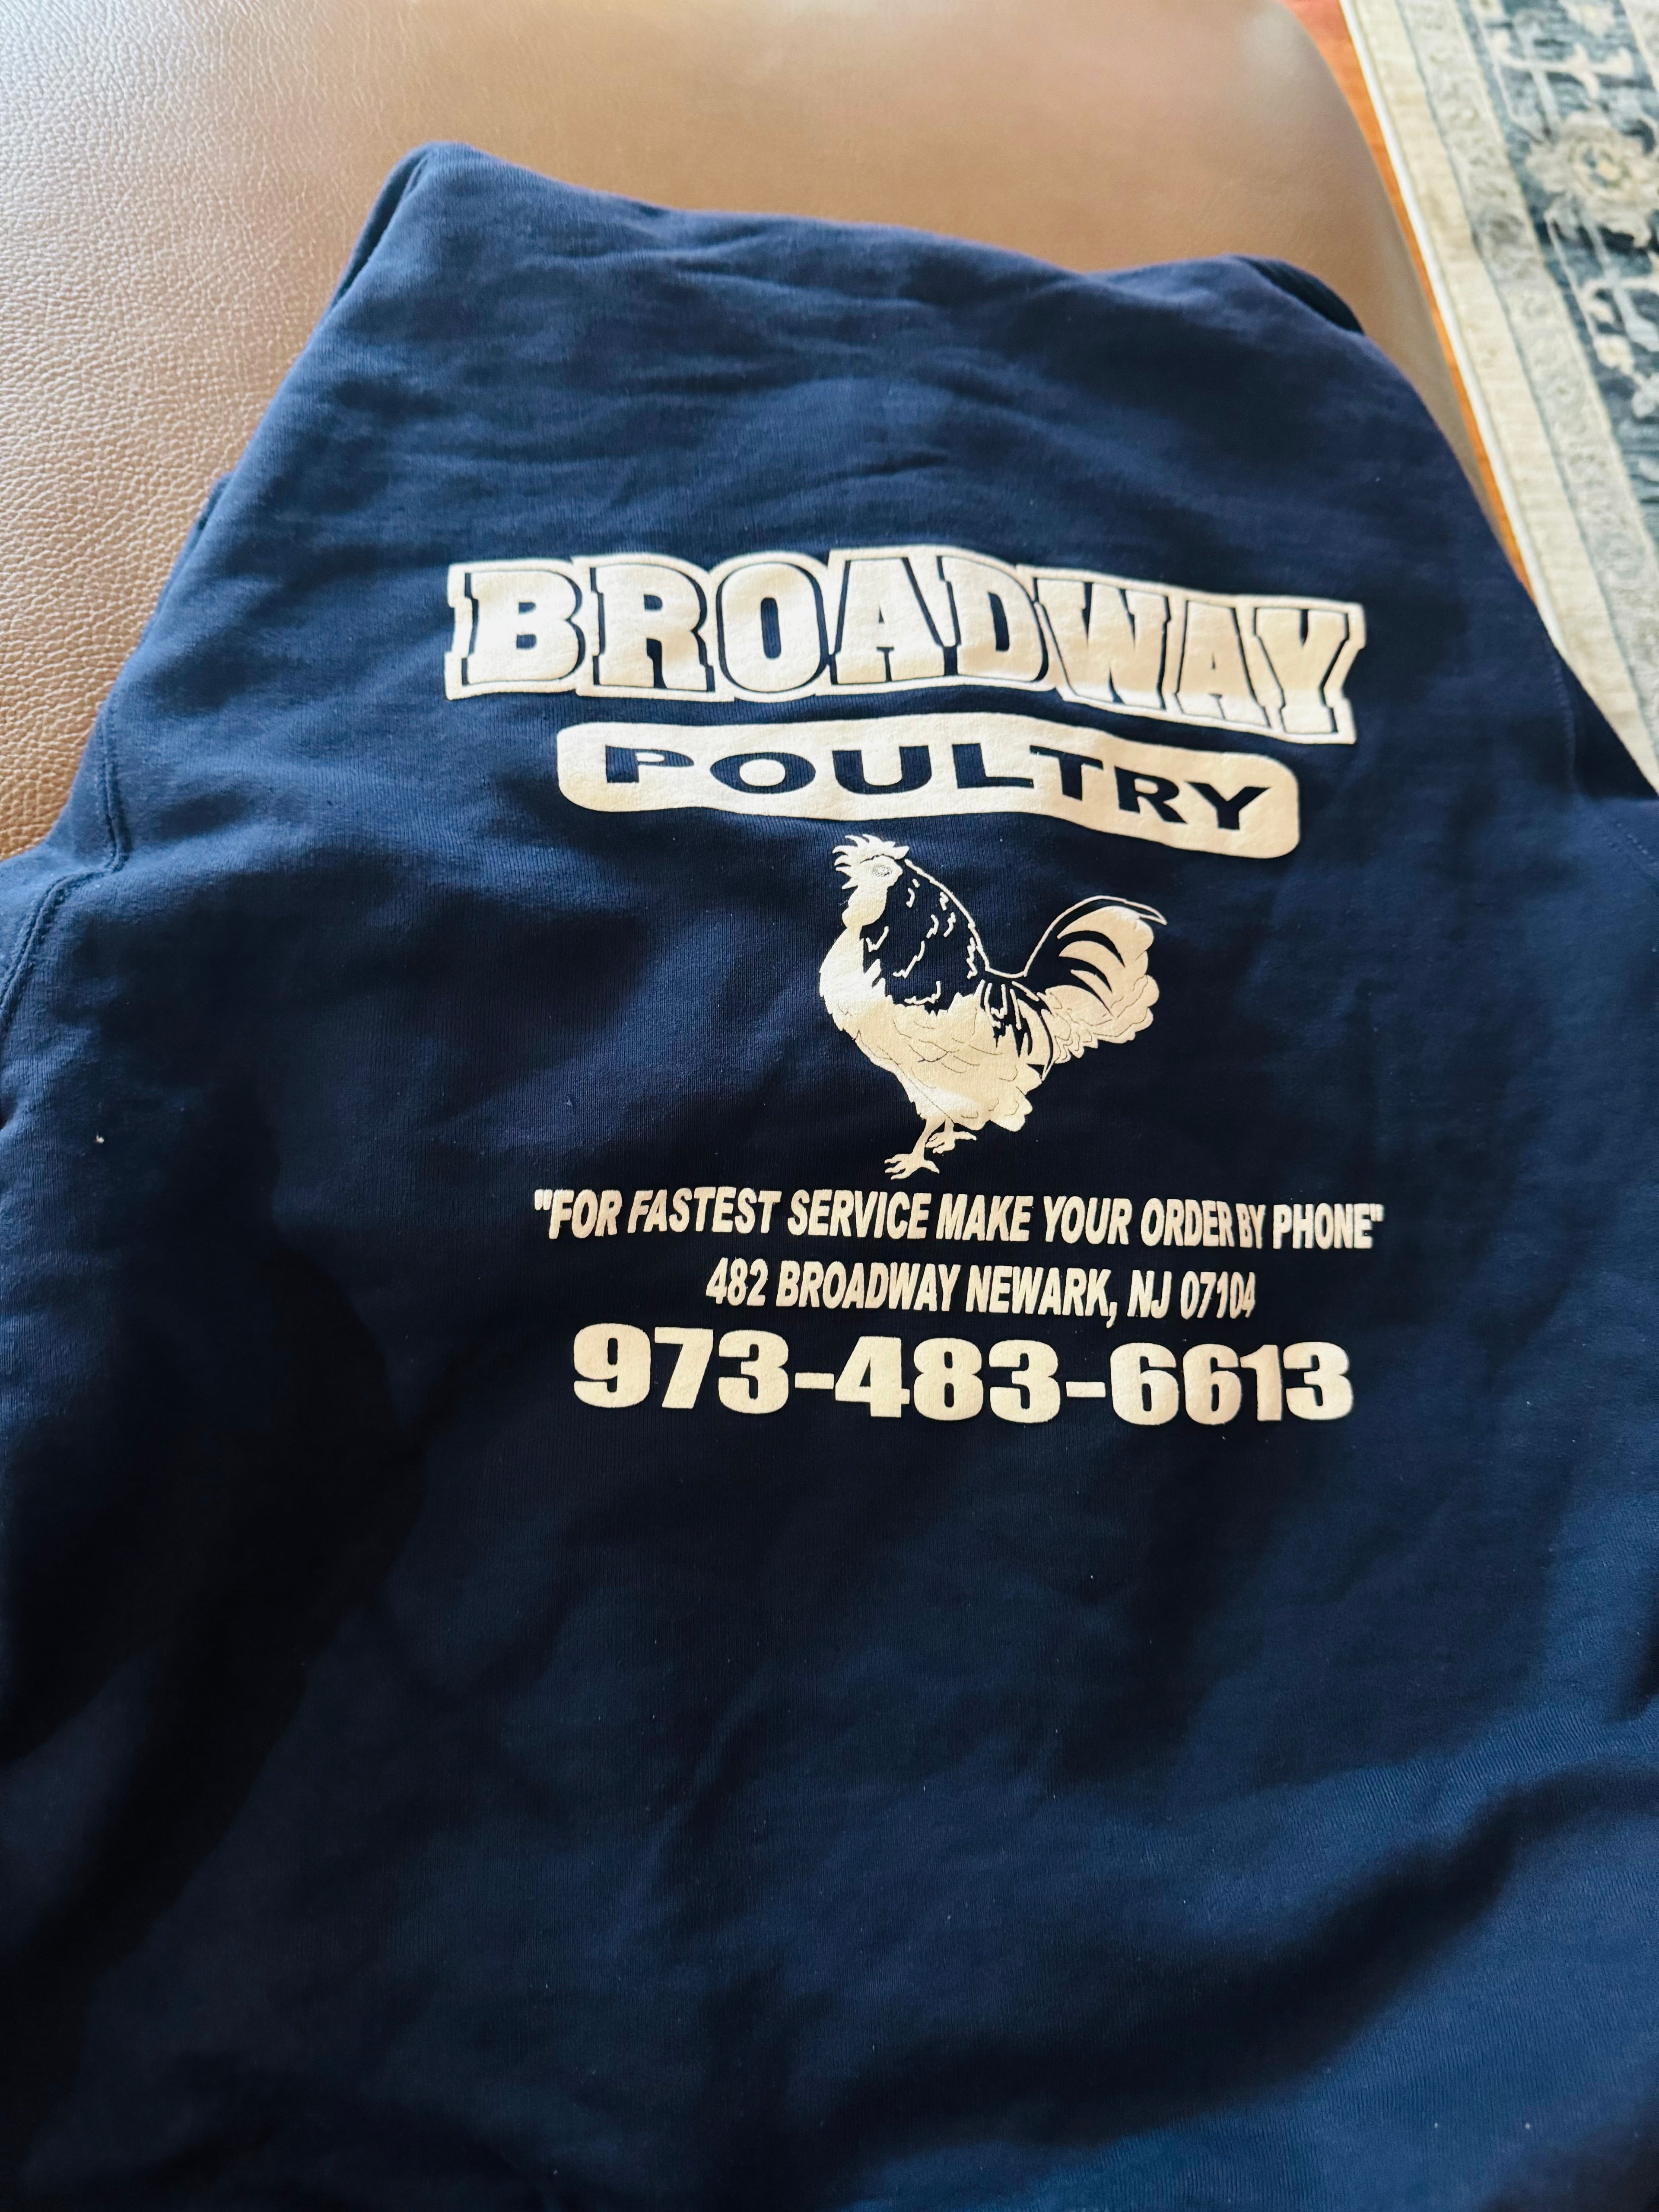 BROADWAY
POULTRY
"FOR FASTEST SERVICE MAKE YOUR ORDER BY PHONE"
482 BROADWAY NEWARK, NJ 07104
973-483-6613